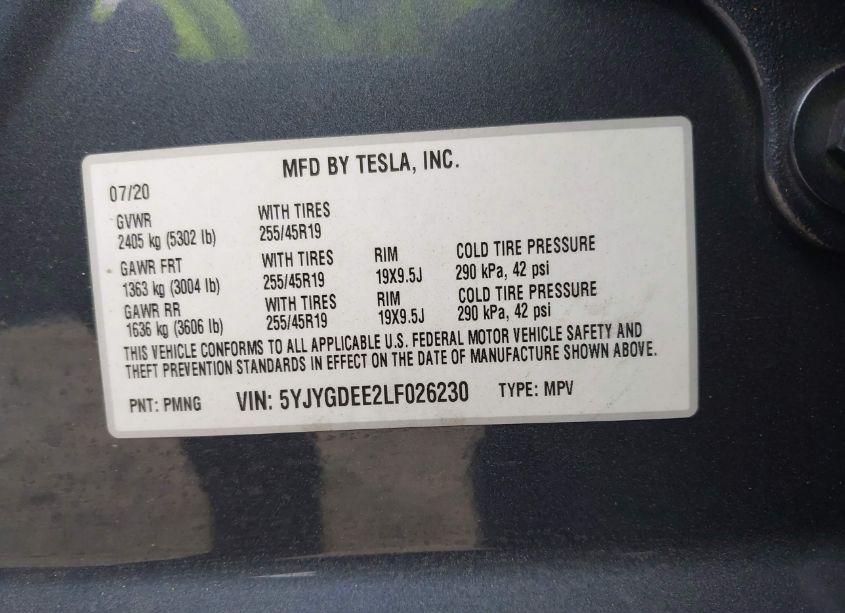 MFD BY TESLA, INC.
07/20
GVWR WITH TIRES
2405 kg (5302 lb) 255/45R19
GAWR FRT WITH TIRES RIM COLD TIRE PRESSURE
1363 kg (3004 lb) 255/45R19 19X9.5J 290 kPa, 42 psi
GAWR RR WITH TIRES RIM COLD TIRE PRESSURE
1636 kg (3606 lb) 255/45R19 19X9.5J 290 kPa, 42 psi
THIS VEHICLE CONFORMS TO ALL APPLICABLE U.S. FEDERAL MOTOR VEHICLE SAFETY AND
THEFT PREVENTION STANDARDS IN EFFECT ON THE DATE OF MANUFACTURE SHOWN ABOVE.
PNT: PMNG VIN: 5YJYGDEE2LF026230 TYPE: MPV